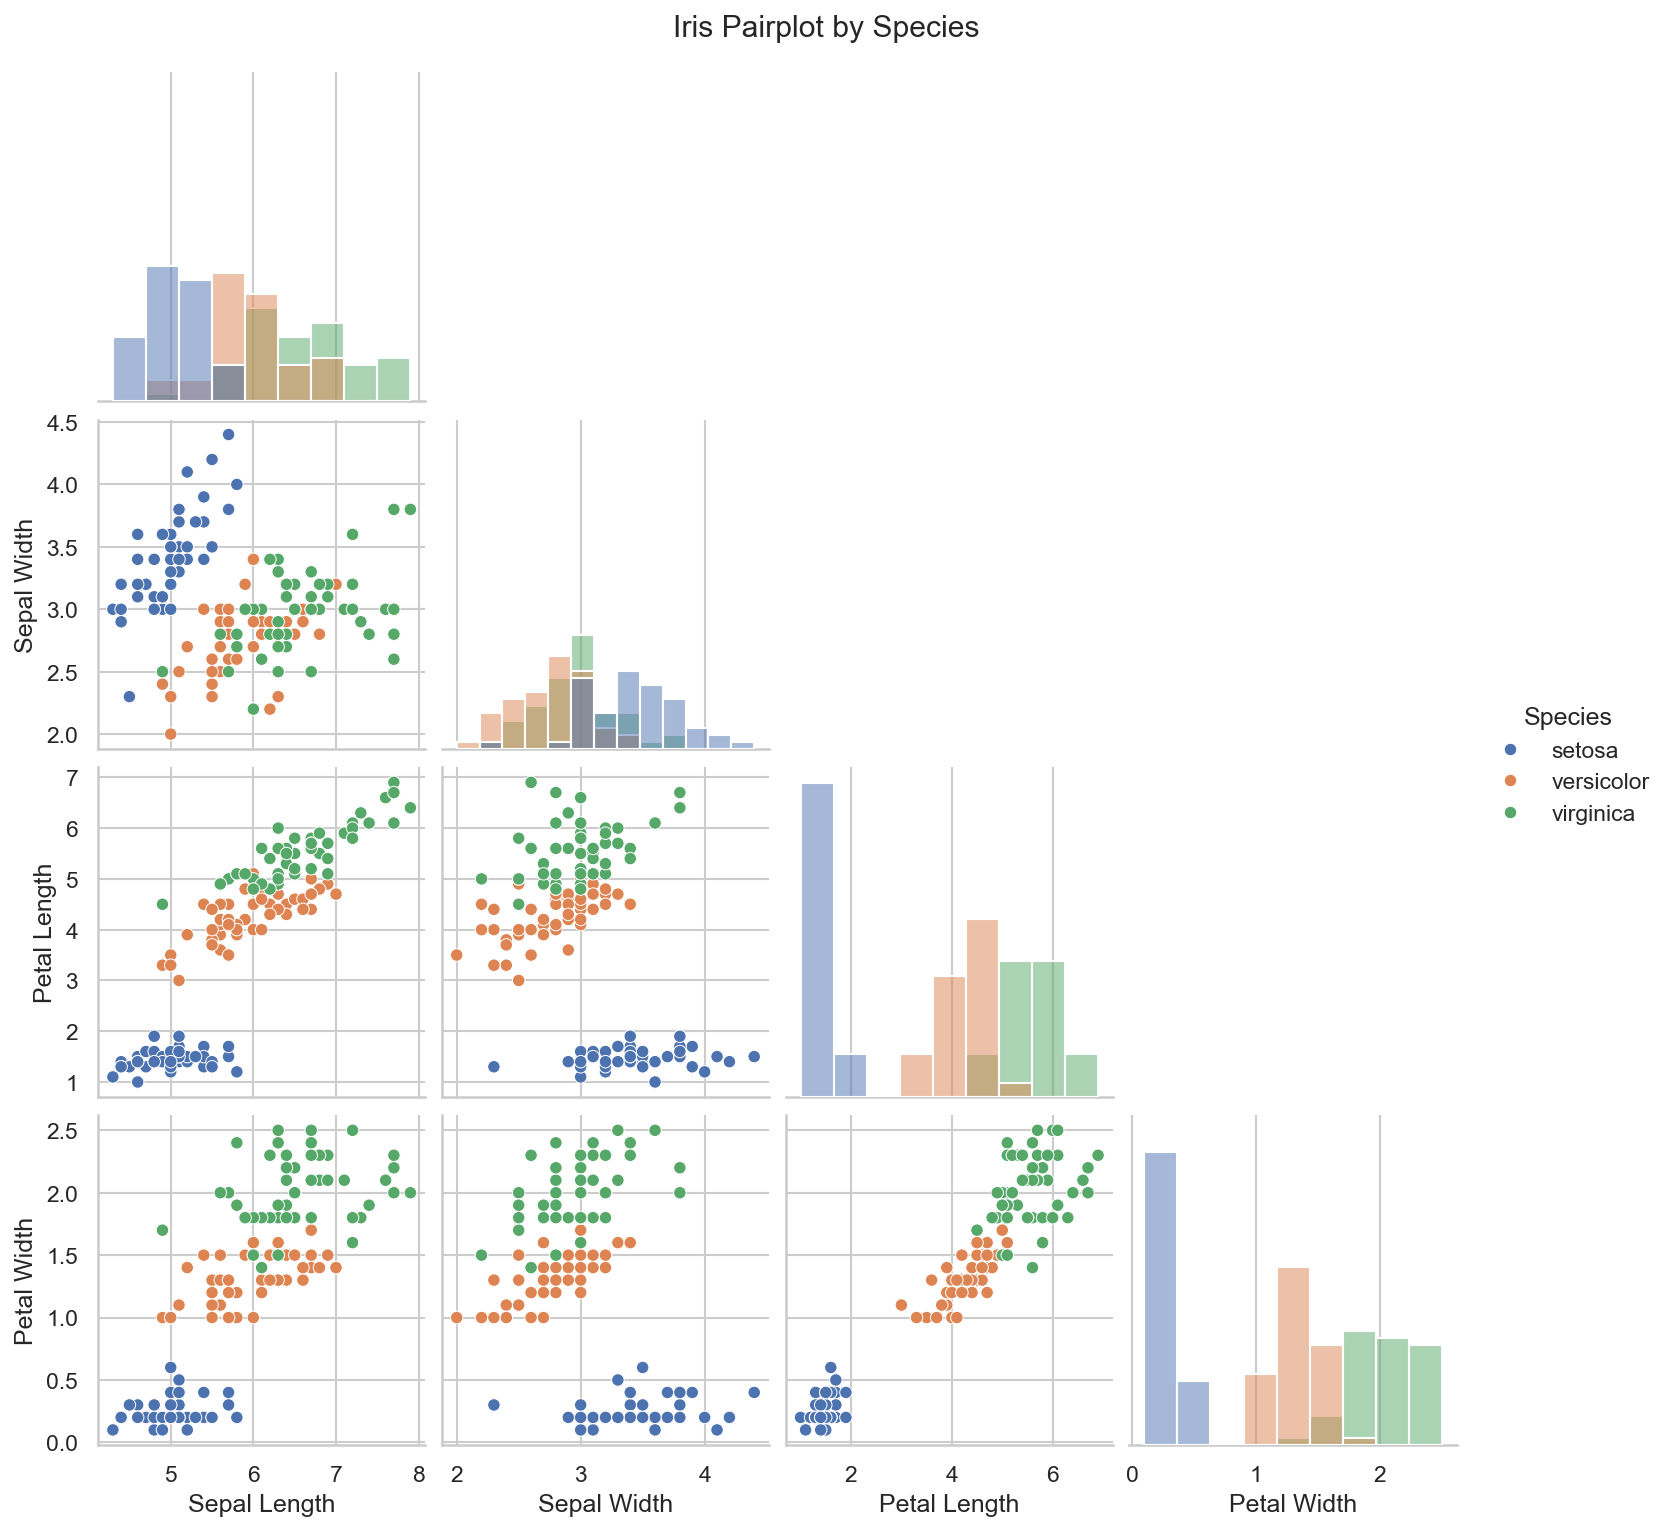 Iris Pairplot by Species
4.5
4.0
3.5
3.0
2.5
2.0
Sepal Width
7
6
5
4
3
2
1
Petal Length
2.5
2.0
1.5
1.0
0.5
0.0
Petal Width
5 6 7 8
Sepal Length
2 3 4
Sepal Width
2 4 6
Petal Length
0 1 2
Petal Width
Species
setosa
versicolor
virginica